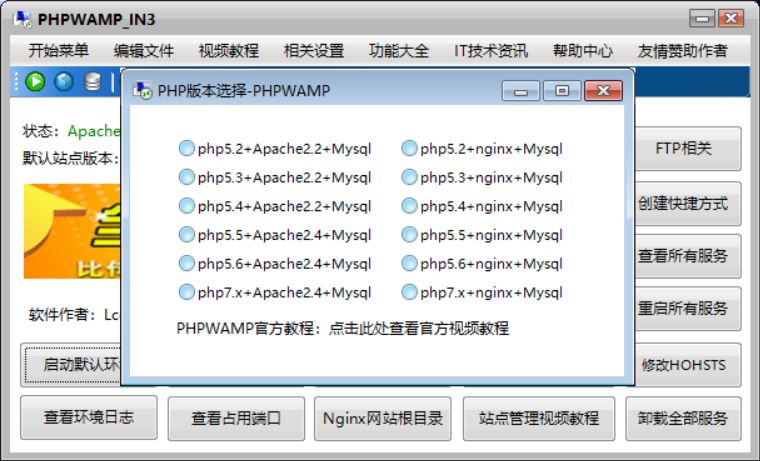 PHPWAMP_IN3
开始菜单 编辑文件 视频教程 相关设置 功能大全 IT技术资讯 帮助中心 友情赞助作者
PHP版本选择-PHPWAMP
状态：Apache
默认站点版本：
php5.2+Apache2.2+Mysql php5.2+nginx+Mysql
php5.3+Apache2.2+Mysql php5.3+nginx+Mysql
php5.4+Apache2.2+Mysql php5.4+nginx+Mysql
php5.5+Apache2.4+Mysql php5.5+nginx+Mysql
php5.6+Apache2.4+Mysql php5.6+nginx+Mysql
php7.x+Apache2.4+Mysql php7.x+nginx+Mysql
PHPWAMP官方教程：点击此处查看官方视频教程
FTP相关
创建快捷方式
查看所有服务
重启所有服务
软件作者：Lc
启动默认环
修改HOHSTS
查看环境日志 查看占用端口 Nginx网站根目录 站点管理视频教程 卸载全部服务